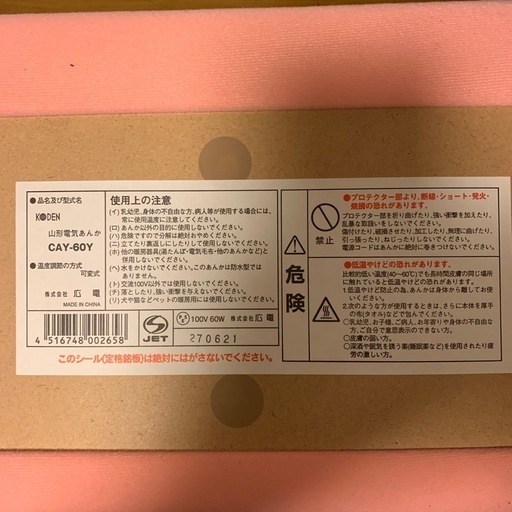 ●品名及び型式名
KODEN
山形電気あんか
CAY-60Y
●温度調節の方式
可変式
株式会社 広電
MADE IN CHINA
4 516748 002658
使用上の注意
(イ)乳幼児、身体の不自由な方、病人等が使用する場合には、
常に使用温度に注意してください。
(ロ)あんか以外の目的に使用しないでください。
(ハ)危険ですので分解は絶対おやめください。
(ニ)立てたり裏返しにしたりして使用しないでください。
(ホ)他の暖房器具(湯たんぽ・電気毛布・他のあんかなど)と
併用しないでください。
(ヘ)水をかけないでください。このあんかは防水型では
ありません。
(ト)交流100V以外では使用しないでください。
(チ)落としたり、強い衝撃を与えないでください。
(リ)犬や猫などペットの暖房用には使用しないでください。
S JET
100V 60W 株式会社 広電
270621
このシール(定格銘板)は絶対にはがさないでください。
禁止
危険
●プロテクター部より、断線・ショート・発火・
焼損の恐れがあります。
プロテクター部を折り曲げたり、強い衝撃を加えたり、
乱暴な取扱いをしないでください。
傷付けたり、破損させたり、加工したり、無理に曲げたり、
引っ張ったり、ねじったりしないでください。
電源コードはあんかに絶対に巻きつけないでください。
●低温やけどの恐れがあります。
比較的低い温度(40〜60℃)でも長時間皮膚の同じ場所
に触れていると低温やけどの恐れがあります。
1.低温やけど防止の為、あんかは身体から離して使用し
てください。
2.次のような方が使用するときは、さらに本体を厚手
の布(タオル)などで包んでください。
○乳幼児、お子様、ご病人、お年寄りや身体の不自由な方、
ご自分で意思表示のできない方。
○皮膚の弱い方。
○深酒や眠気を誘う薬(睡眠薬など)を使用されたり疲
労の激しい方。